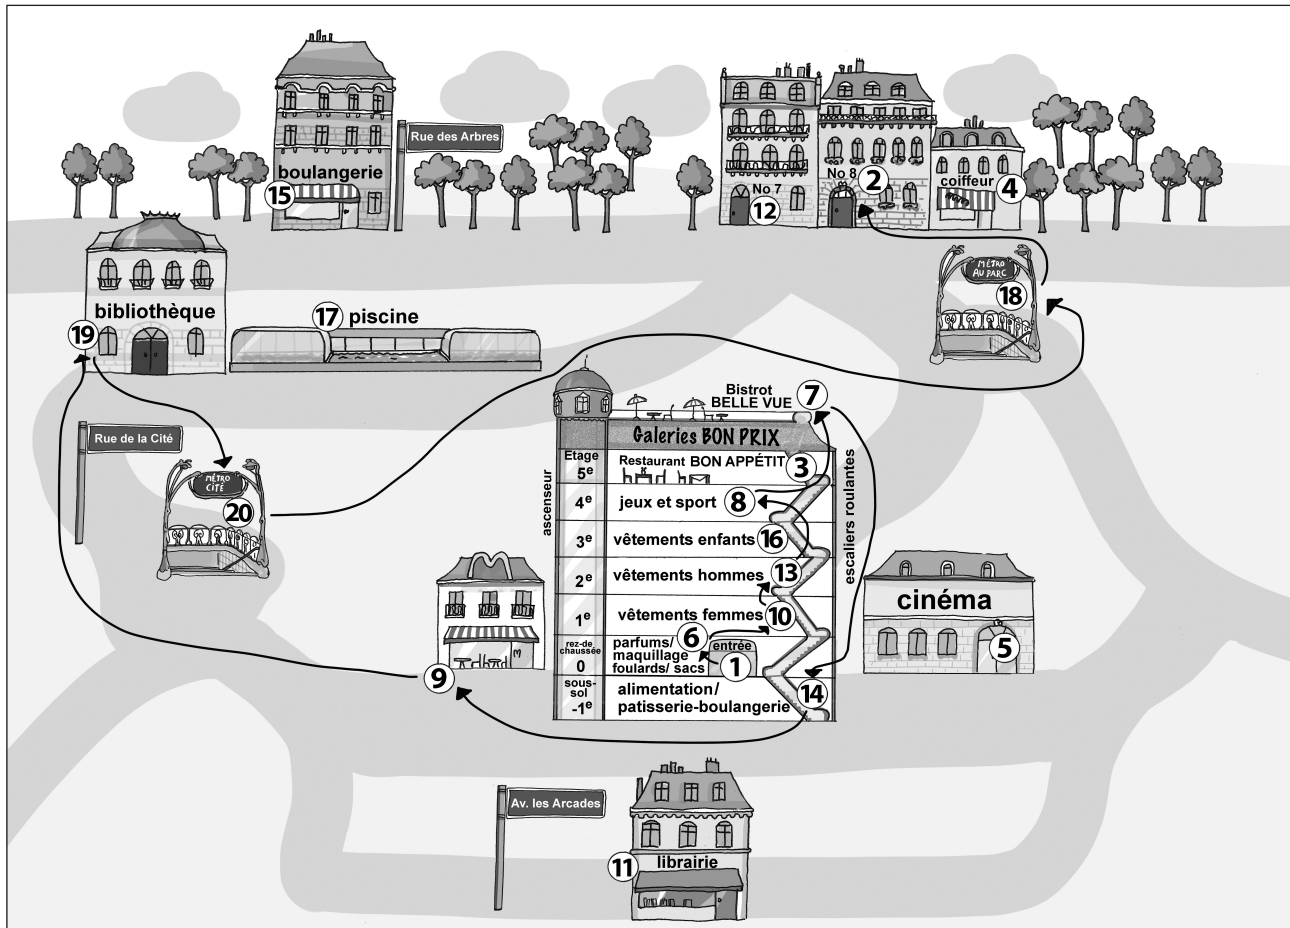 Rue des Arbres
boulangerie
15
No 7
12
No 8
2
coiffeur
4
MÉTRO
AU PARC
18
bibliothèque
19
17 piscine
Rue de la Cité
MÉTRO
CITÉ
20
Bistrot
BELLE VUE
7
Galeries BON PRIX
ascenseur
escaliers roulantes
Etage
5e
Restaurant BON APPÉTIT
3
4e
jeux et sport
8
3e
vêtements enfants
16
2e
vêtements hommes
13
1e
vêtements femmes
10
rez-de
chaussée
0
parfums/
maquillage
foulards/ sacs
6
entrée
1
sous-
sol
-1e
alimentation/
patisserie-boulangerie
14
M
9
cinéma
5
Av. les Arcades
11
librairie